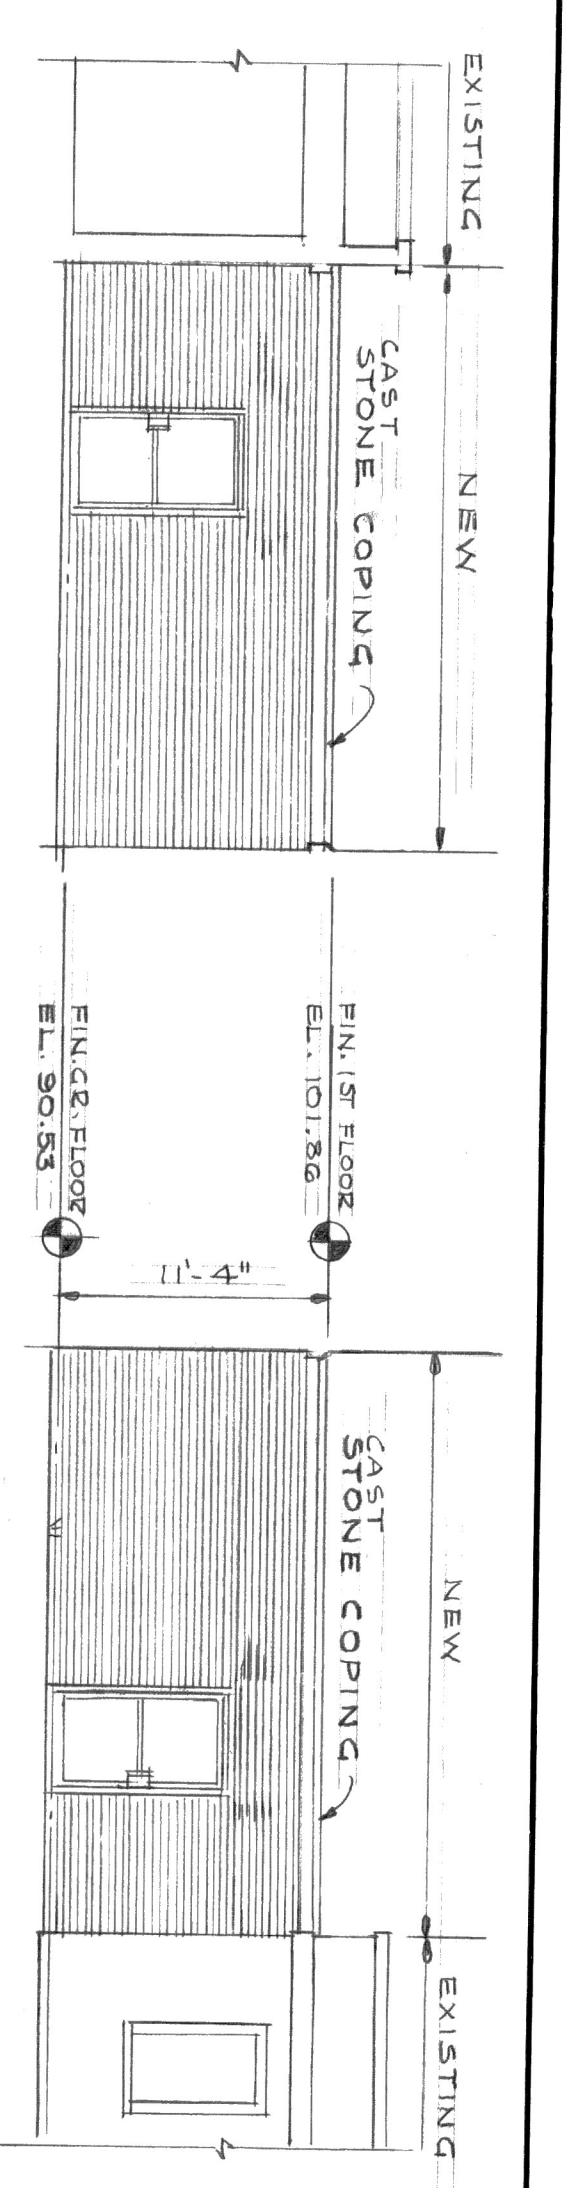 EXISTING
NEW
CAST
STONE COPING
FIN. 1ST FLOOR
EL. 101.86
FIN. GR. FLOOR
EL. 90.53
11'-4"
NEW
CAST
STONE COPING
EXISTING